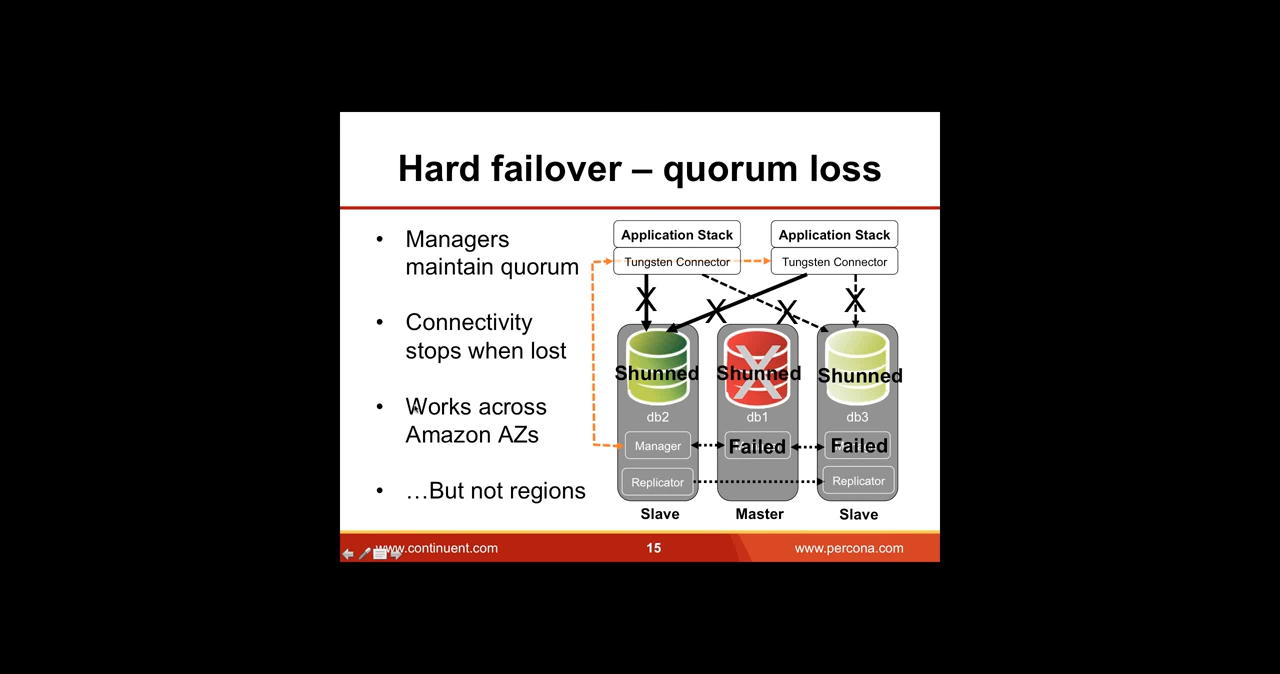 Hard failover – quorum loss
• Managers
maintain quorum
• Connectivity
stops when lost
• Works across
Amazon AZs
• …But not regions
Application Stack
Application Stack
Tungsten Connector
Tungsten Connector
X
X
X
X
Shunned
Shunned
Shunned
db2
db1
db3
Manager
Failed
Failed
Replicator
Replicator
Slave
Master
Slave
www.continuent.com
15
www.percona.com